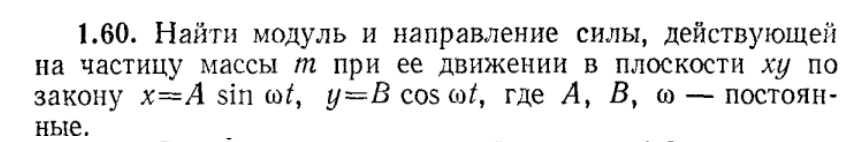 1.60. Найти модуль и направление силы, действующей
на частицу массы m при ее движении в плоскости xy по
закону x=A sin ωt, y=B cos ωt, где A, B, ω — постоян-
ные.